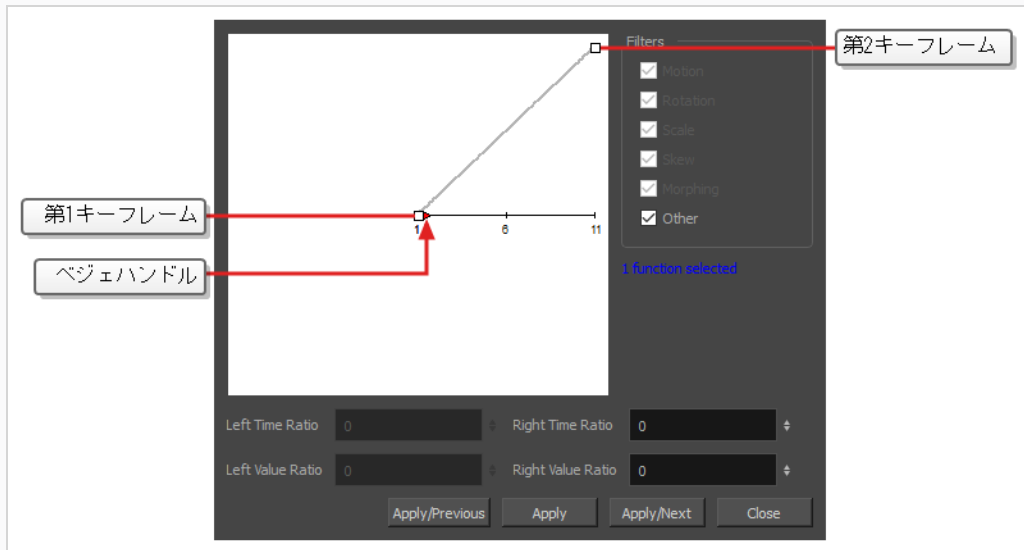 Filters
第2キーフレーム
Motion
Rotation
Scale
Skew
Morphing
Other
第1キーフレーム
1 6 11
ベジェハンドル
1 function selected
Left Time Ratio 0 Right Time Ratio 0
Left Value Ratio 0 Right Value Ratio 0
Apply/Previous Apply Apply/Next Close